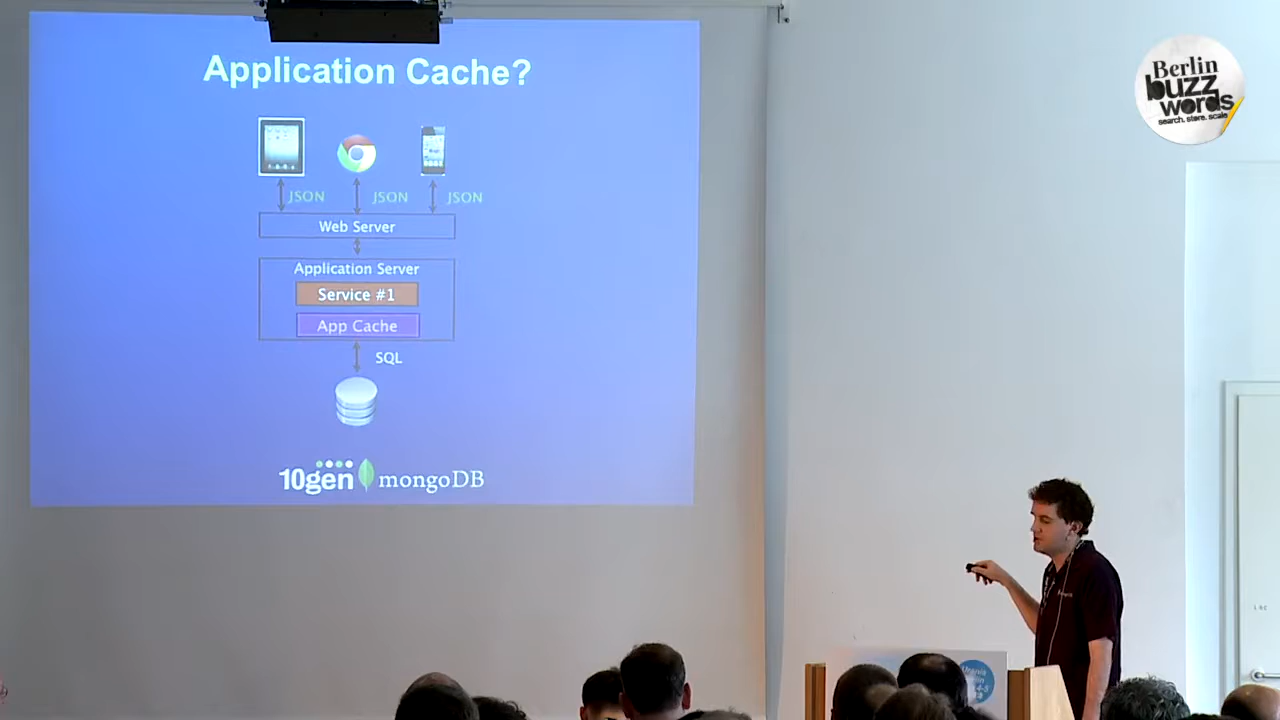 Application Cache?
JSON
JSON
JSON
Web Server
Application Server
Service #1
App Cache
SQL
10gen mongoDB
Berlin
buzz
words
search. store. scale.